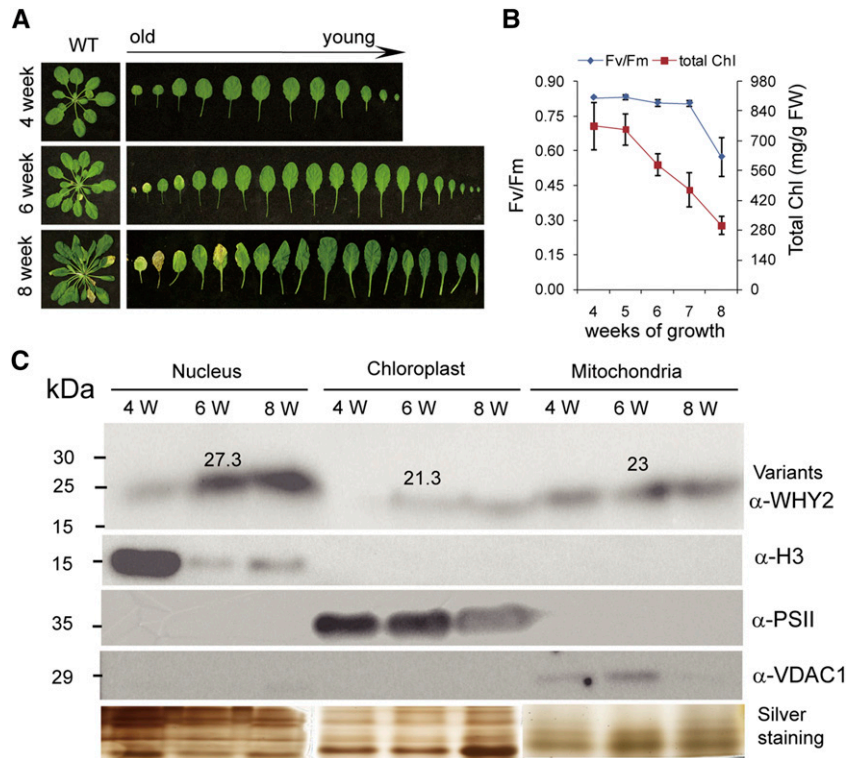 A
WT
old young
4 week
6 week
8 week
B
Fv/Fm total Chl
0.90
0.75
0.60
0.45
0.30
0.15
0.00
Fv/Fm
980
840
700
560
420
280
140
0
Total Chl (mg/g FW)
4 5 6 7 8
weeks of growth
C
kDa
Nucleus Chloroplast Mitochondria
4 W 6 W 8 W 4 W 6 W 8 W 4 W 6 W 8 W
30
25
15
27.3 21.3 23
Variants
α-WHY2
15
α-H3
35
α-PSII
29
α-VDAC1
Silver
staining